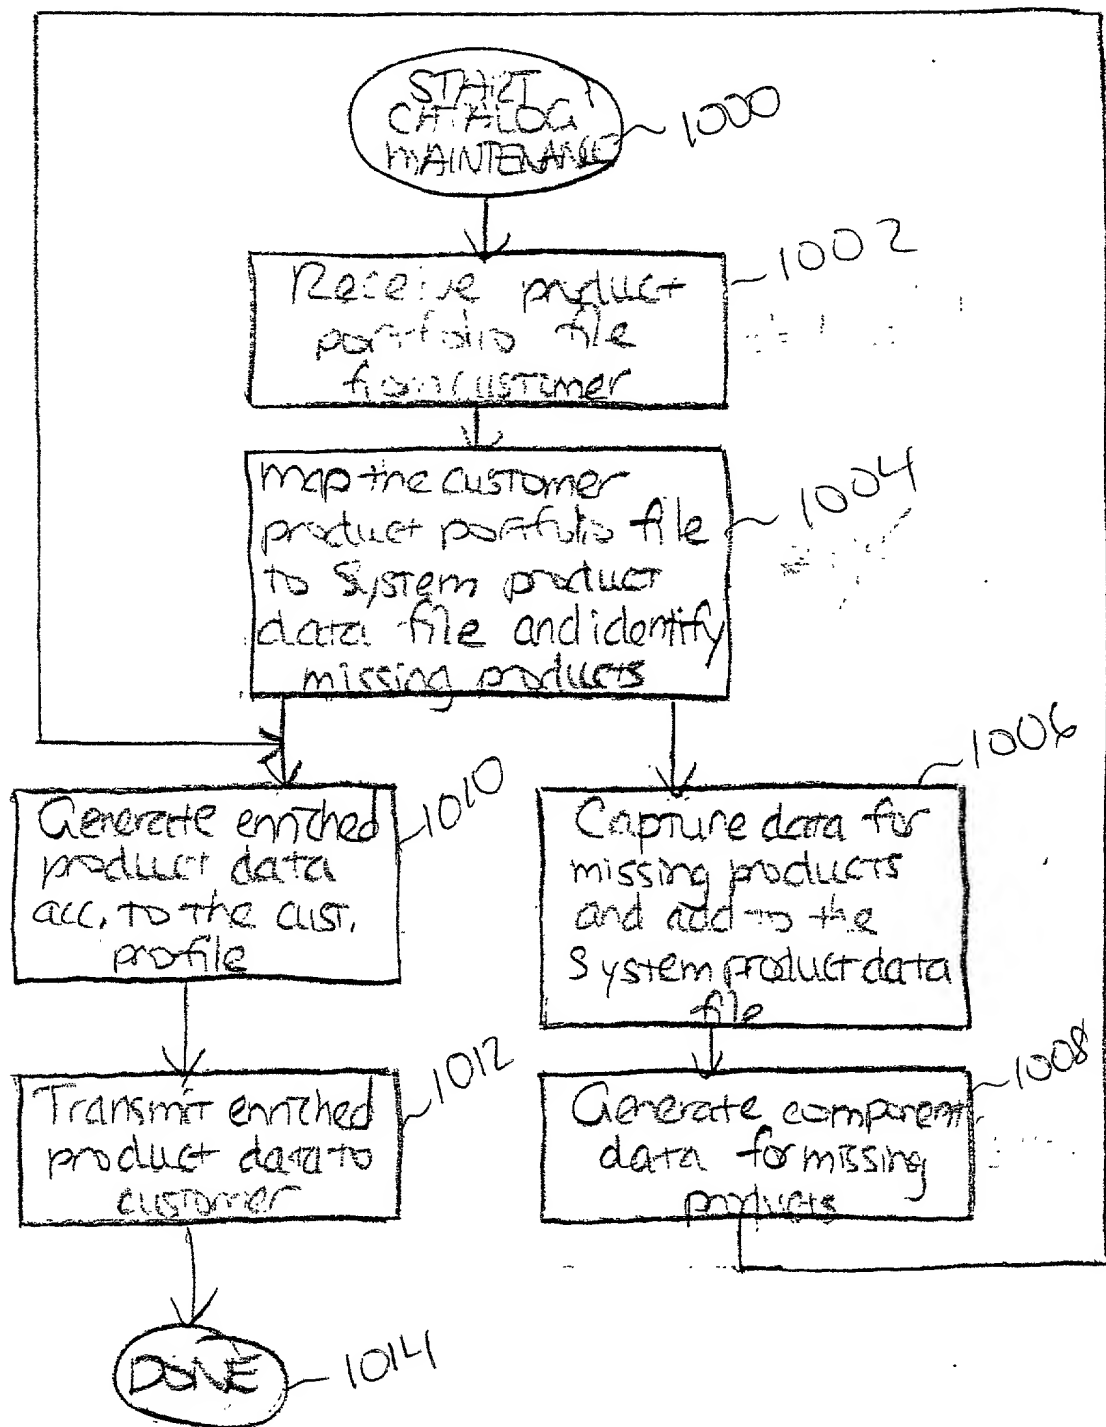 START
CATALOG
MAINTENANCE
1000
Receive product
portfolio file
from customer
1002
map the customer
product portfolio file
to System product
data file and identify
missing products
1004
Generate enriched
product data
acc. to the cust.
profile
1010
Capture data for
missing products
and add to the
System product data
file
1006
Transmit enriched
product data to
customer
1012
Generate component
data for missing
products
1008
DONE
1014